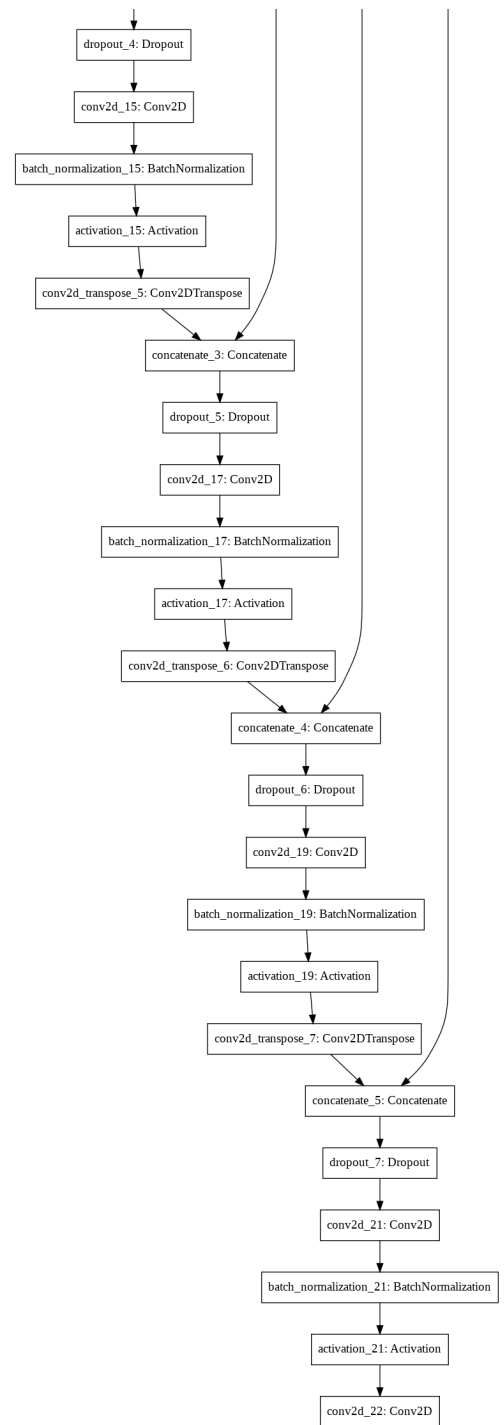 dropout_4: Dropout
conv2d_15: Conv2D
batch_normalization_15: BatchNormalization
activation_15: Activation
conv2d_transpose_5: Conv2DTranspose
concatenate_3: Concatenate
dropout_5: Dropout
conv2d_17: Conv2D
batch_normalization_17: BatchNormalization
activation_17: Activation
conv2d_transpose_6: Conv2DTranspose
concatenate_4: Concatenate
dropout_6: Dropout
conv2d_19: Conv2D
batch_normalization_19: BatchNormalization
activation_19: Activation
conv2d_transpose_7: Conv2DTranspose
concatenate_5: Concatenate
dropout_7: Dropout
conv2d_21: Conv2D
batch_normalization_21: BatchNormalization
activation_21: Activation
conv2d_22: Conv2D